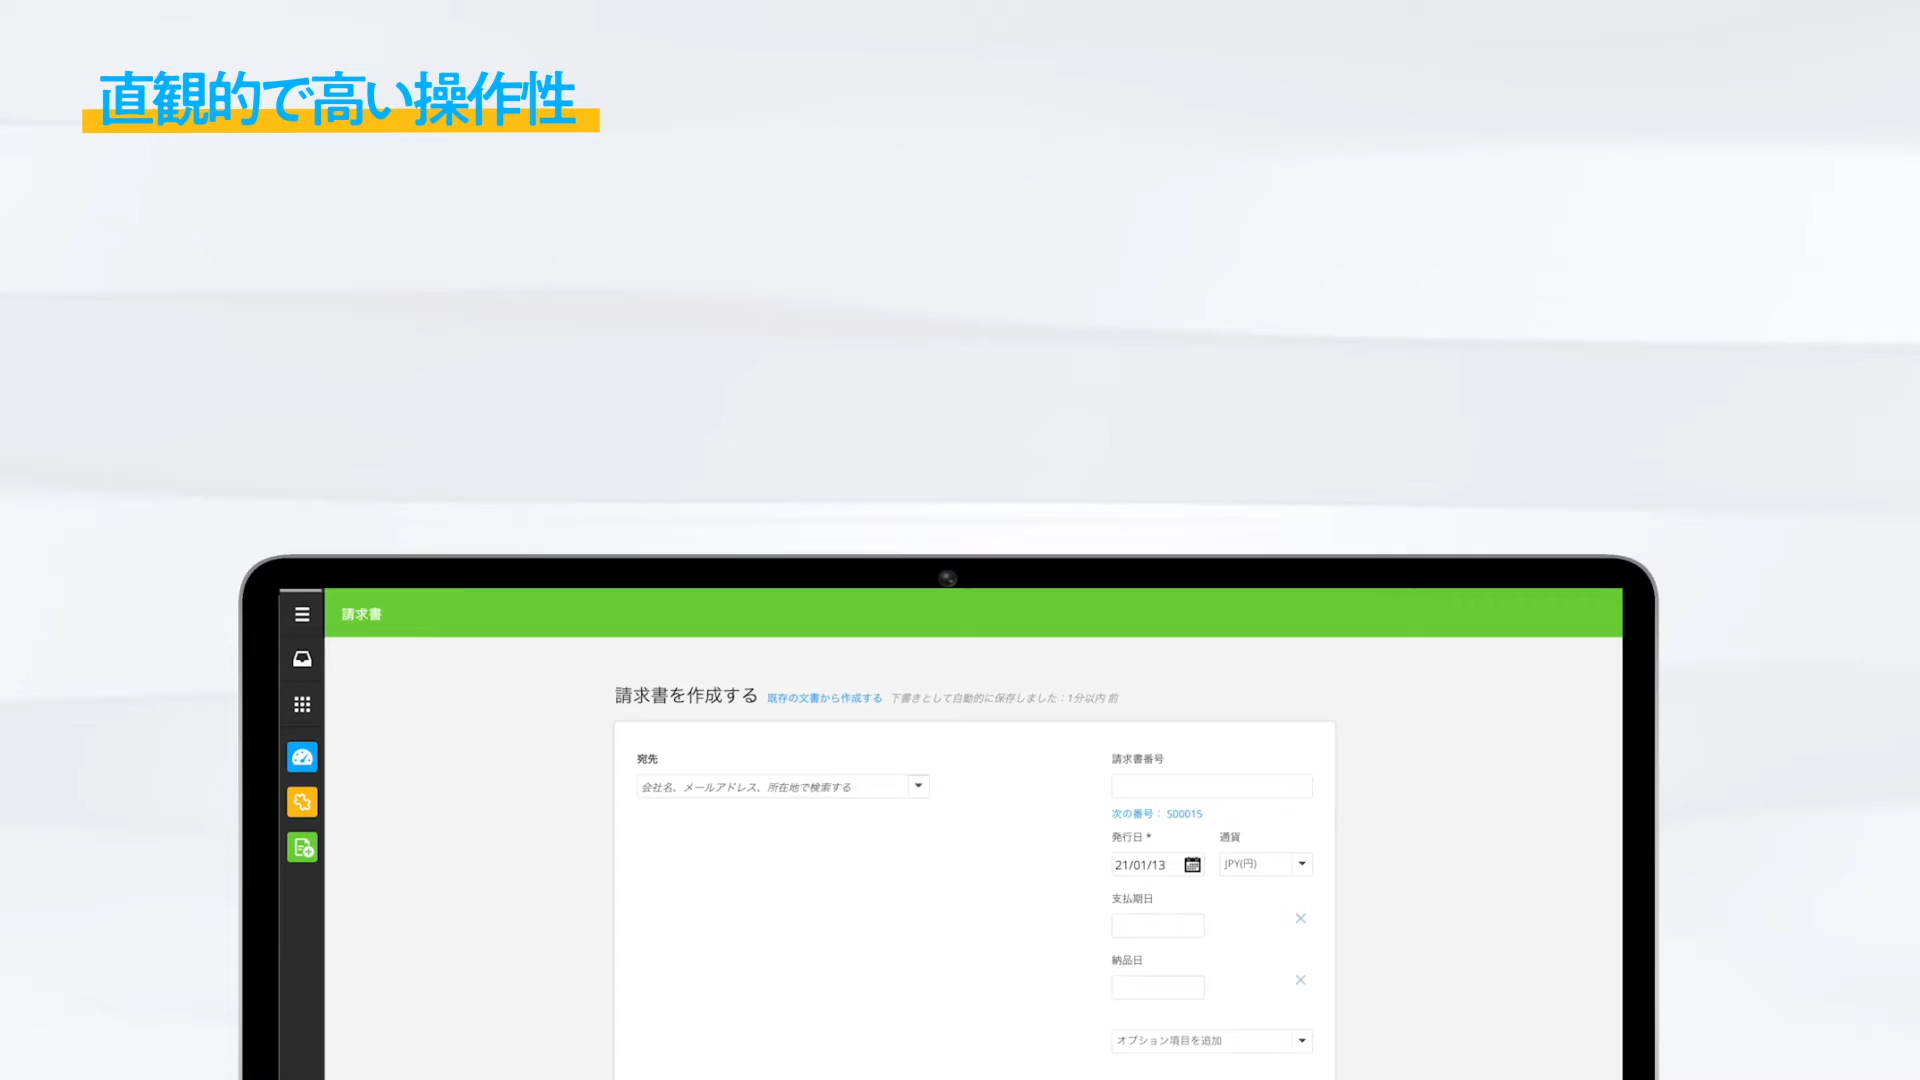 直観的で高い操作性
請求書
請求書を作成する 既存の文書から作成する 下書きとして自動的に保存しました：1分以内 前
宛先
会社名、メールアドレス、所在地で検索する
請求書番号
次の番号： S00015
発行日 * 通貨
21/01/13 JPY(円)
支払期日
納品日
オプション項目を追加